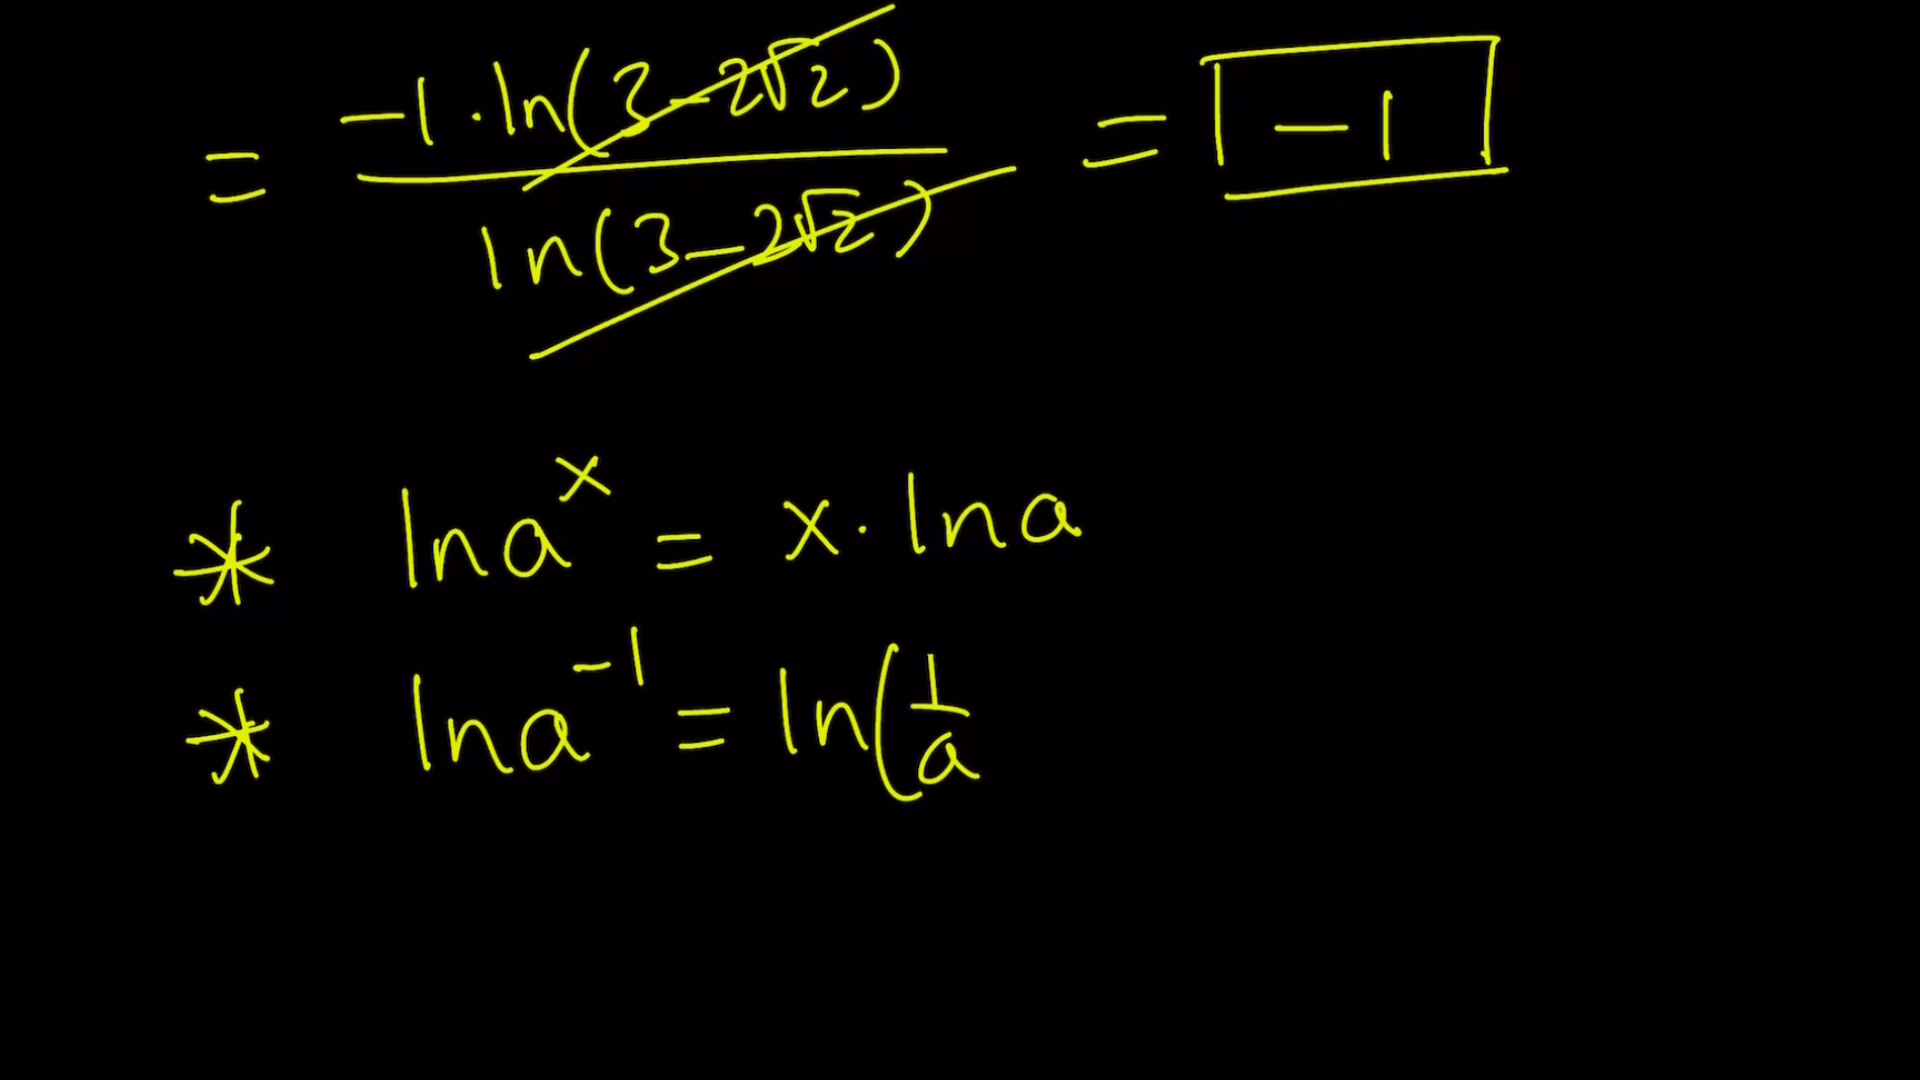 = -1·ln(3-2√2) / ln(3-2√2) = -1
* ln a^x = x·ln a
* ln a^-1 = ln(1/a